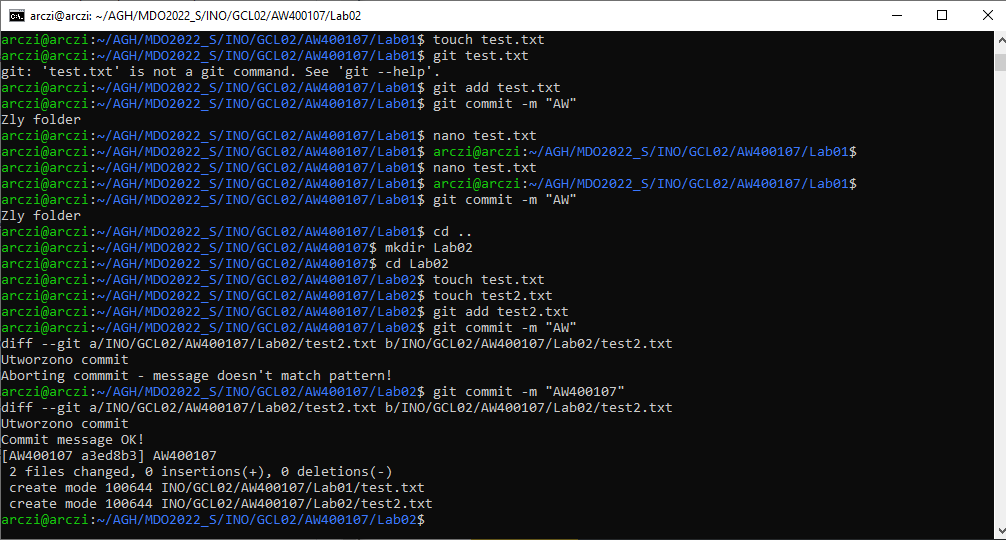 arczi@arczi: ~/AGH/MDO2022_S/INO/GCL02/AW400107/Lab02
arczi@arczi:~/AGH/MDO2022_S/INO/GCL02/AW400107/Lab01$ touch test.txt
arczi@arczi:~/AGH/MDO2022_S/INO/GCL02/AW400107/Lab01$ git test.txt
git: 'test.txt' is not a git command. See 'git --help'.
arczi@arczi:~/AGH/MDO2022_S/INO/GCL02/AW400107/Lab01$ git add test.txt
arczi@arczi:~/AGH/MDO2022_S/INO/GCL02/AW400107/Lab01$ git commit -m "AW"
Zly folder
arczi@arczi:~/AGH/MDO2022_S/INO/GCL02/AW400107/Lab01$ nano test.txt
arczi@arczi:~/AGH/MDO2022_S/INO/GCL02/AW400107/Lab01$ arczi@arczi:~/AGH/MDO2022_S/INO/GCL02/AW400107/Lab01$
arczi@arczi:~/AGH/MDO2022_S/INO/GCL02/AW400107/Lab01$ nano test.txt
arczi@arczi:~/AGH/MDO2022_S/INO/GCL02/AW400107/Lab01$ arczi@arczi:~/AGH/MDO2022_S/INO/GCL02/AW400107/Lab01$
arczi@arczi:~/AGH/MDO2022_S/INO/GCL02/AW400107/Lab01$ git commit -m "AW"
Zly folder
arczi@arczi:~/AGH/MDO2022_S/INO/GCL02/AW400107/Lab01$ cd ..
arczi@arczi:~/AGH/MDO2022_S/INO/GCL02/AW400107$ mkdir Lab02
arczi@arczi:~/AGH/MDO2022_S/INO/GCL02/AW400107$ cd Lab02
arczi@arczi:~/AGH/MDO2022_S/INO/GCL02/AW400107/Lab02$ touch test.txt
arczi@arczi:~/AGH/MDO2022_S/INO/GCL02/AW400107/Lab02$ touch test2.txt
arczi@arczi:~/AGH/MDO2022_S/INO/GCL02/AW400107/Lab02$ git add test2.txt
arczi@arczi:~/AGH/MDO2022_S/INO/GCL02/AW400107/Lab02$ git commit -m "AW"
diff --git a/INO/GCL02/AW400107/Lab02/test2.txt b/INO/GCL02/AW400107/Lab02/test2.txt
Utworzono commit
Aborting commmit - message doesn't match pattern!
arczi@arczi:~/AGH/MDO2022_S/INO/GCL02/AW400107/Lab02$ git commit -m "AW400107"
diff --git a/INO/GCL02/AW400107/Lab02/test2.txt b/INO/GCL02/AW400107/Lab02/test2.txt
Utworzono commit
Commit message OK!
[AW400107 a3ed8b3] AW400107
 2 files changed, 0 insertions(+), 0 deletions(-)
 create mode 100644 INO/GCL02/AW400107/Lab01/test.txt
 create mode 100644 INO/GCL02/AW400107/Lab02/test2.txt
arczi@arczi:~/AGH/MDO2022_S/INO/GCL02/AW400107/Lab02$